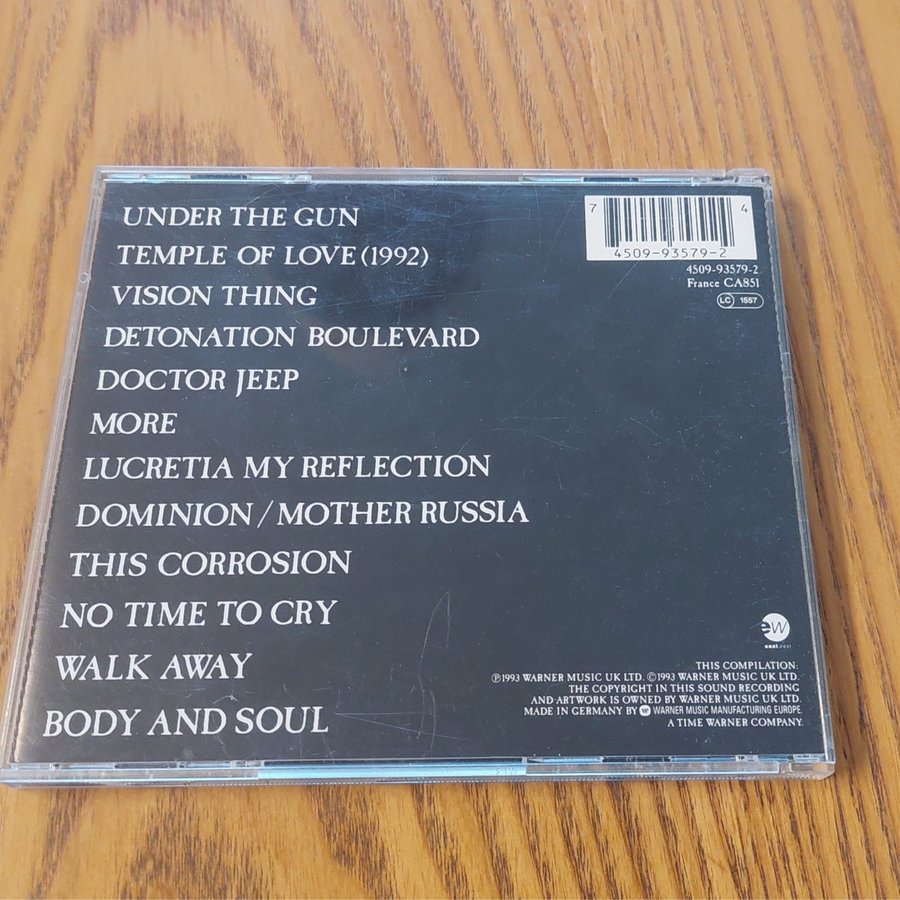 UNDER THE GUN
TEMPLE OF LOVE (1992)
VISION THING
DETONATION BOULEVARD
DOCTOR JEEP
MORE
LUCRETIA MY REFLECTION
DOMINION / MOTHER RUSSIA
THIS CORROSION
NO TIME TO CRY
WALK AWAY
BODY AND SOUL
7 4
4509-93579-2
4509-93579-2
France CA851
LC 1557
ew
east west
THIS COMPILATION:
℗1993 WARNER MUSIC UK LTD. ©1993 WARNER MUSIC UK LTD.
THE COPYRIGHT IN THIS SOUND RECORDING
AND ARTWORK IS OWNED BY WARNER MUSIC UK LTD.
MADE IN GERMANY BY WARNER MUSIC MANUFACTURING EUROPE.
A TIME WARNER COMPANY.